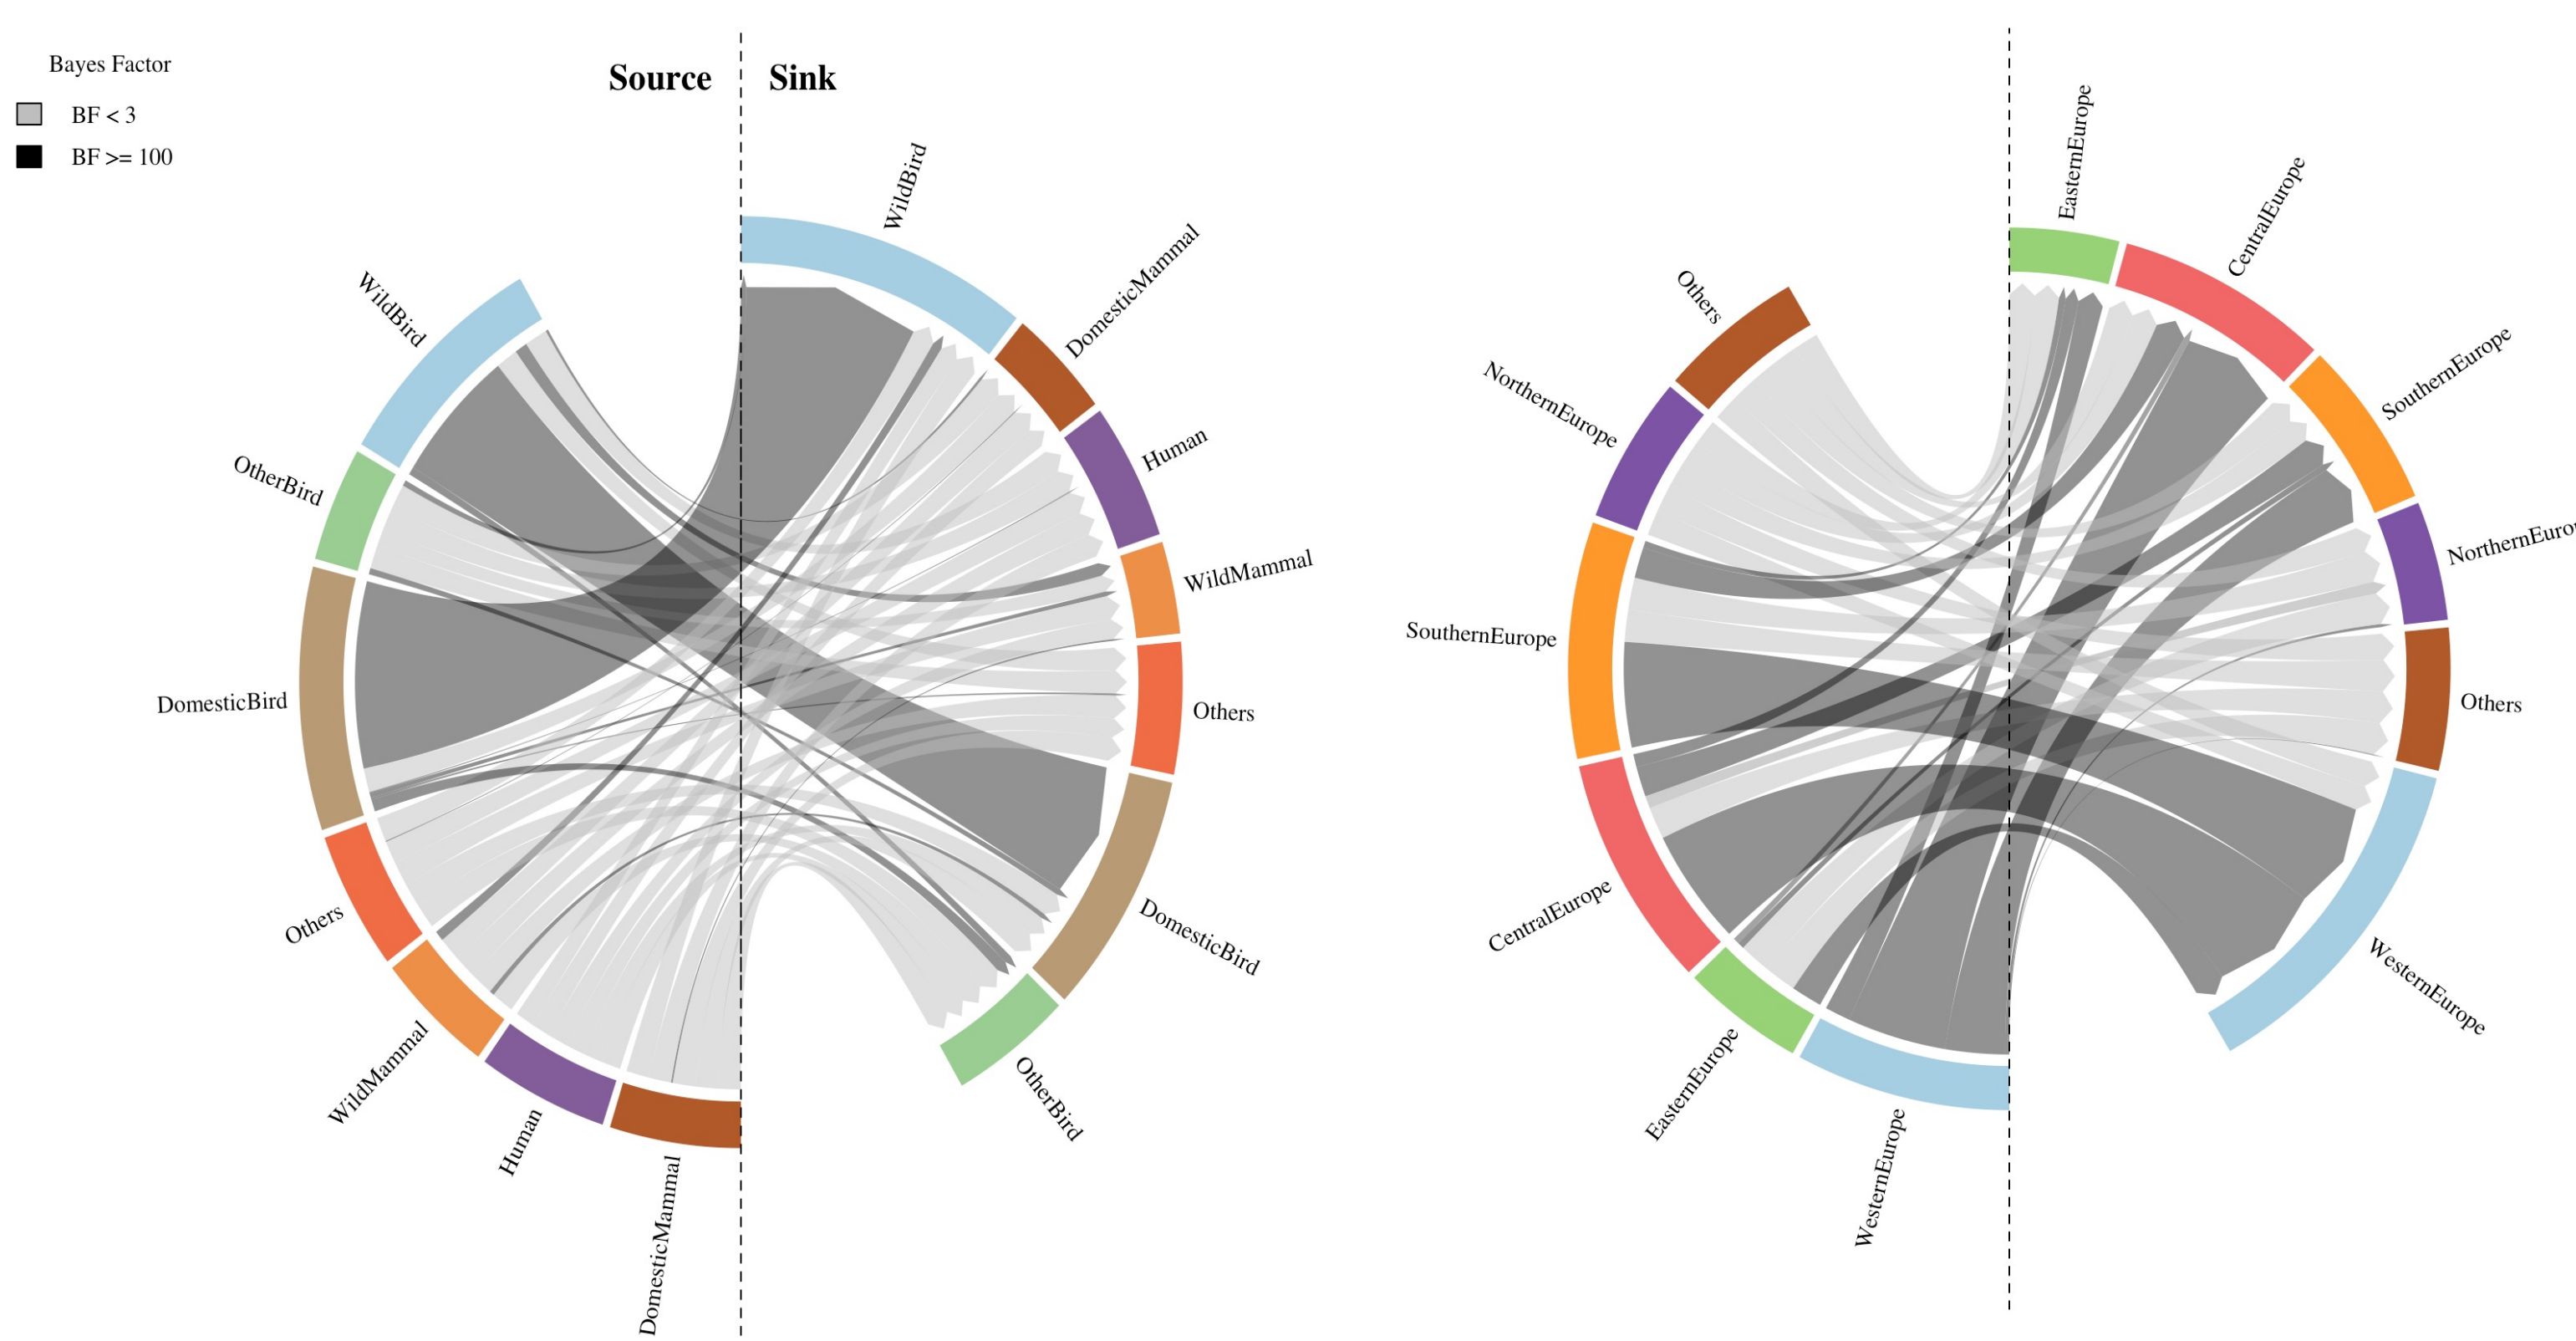 Bayes Factor
BF < 3
BF >= 100
Source
Sink
WildBird
DomesticMammal
Human
WildMammal
Others
DomesticBird
OtherBird
WildBird
OtherBird
DomesticBird
Others
WildMammal
Human
DomesticMammal
EasternEurope
CentralEurope
SouthernEurope
NorthernEuro
Others
WesternEurope
Others
NorthernEurope
SouthernEurope
CentralEurope
EasternEurope
WesternEurope